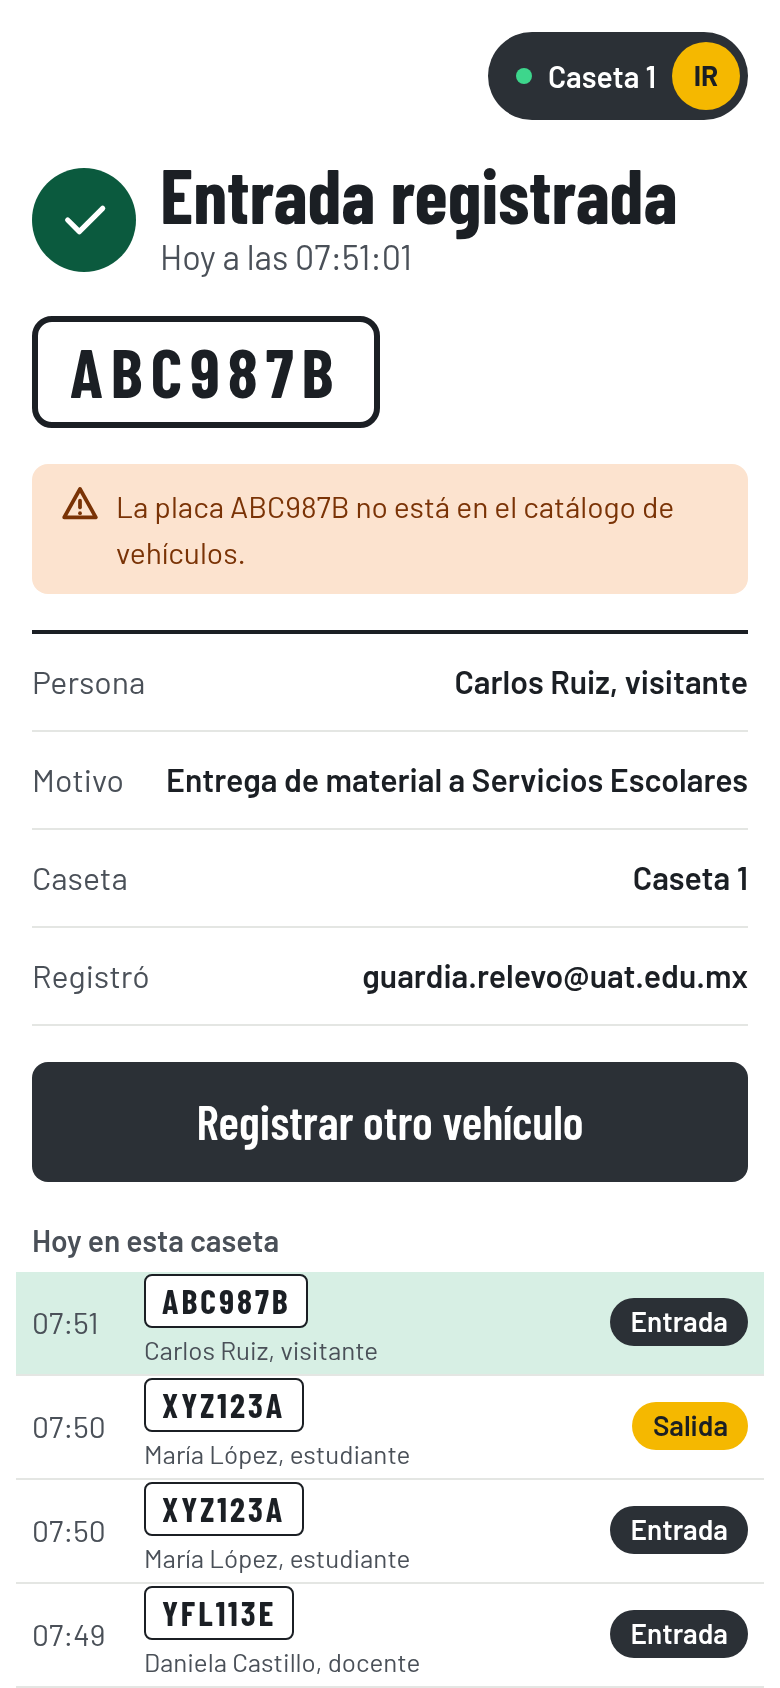 Caseta 1 IR
Entrada registrada
Hoy a las 07:51:01
ABC987B
La placa ABC987B no está en el catálogo de
vehículos.
Persona Carlos Ruiz, visitante
Motivo Entrega de material a Servicios Escolares
Caseta Caseta 1
Registró guardia.relevo@uat.edu.mx
Registrar otro vehículo
Hoy en esta caseta
07:51 ABC987B Entrada
Carlos Ruiz, visitante
07:50 XYZ123A Salida
María López, estudiante
07:50 XYZ123A Entrada
María López, estudiante
07:49 YFL113E Entrada
Daniela Castillo, docente